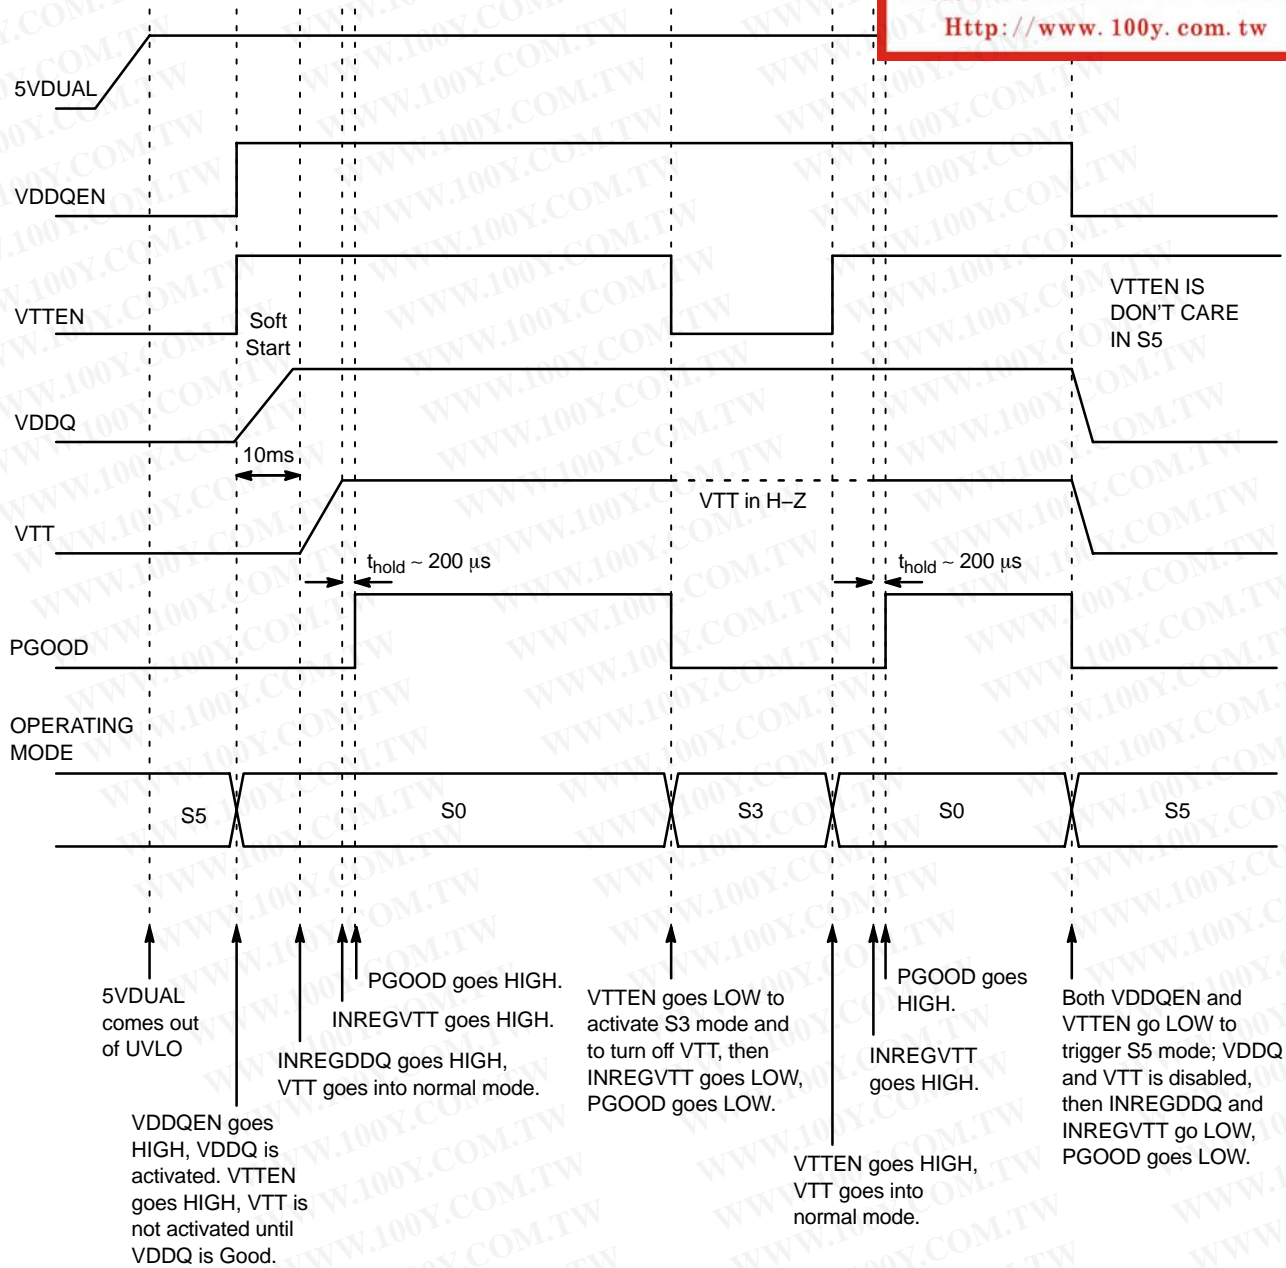 Http://www.100y.com.tw
5VDUAL
VDDQEN
VTTEN
Soft
Start
VTTEN IS
DON'T CARE
IN S5
VDDQ
10ms
VTT in H–Z
VTT
thold ~ 200 μs
thold ~ 200 μs
PGOOD
OPERATING
MODE
S5
S0
S3
S0
S5
5VDUAL
comes out
of UVLO
VDDQEN goes
HIGH, VDDQ is
activated. VTTEN
goes HIGH, VTT is
not activated until
VDDQ is Good.
INREGDDQ goes HIGH,
VTT goes into normal mode.
INREGVTT goes HIGH.
PGOOD goes HIGH.
VTTEN goes LOW to
activate S3 mode and
to turn off VTT, then
INREGVTT goes LOW,
PGOOD goes LOW.
VTTEN goes HIGH,
VTT goes into
normal mode.
INREGVTT
goes HIGH.
PGOOD goes
HIGH.
Both VDDQEN and
VTTEN go LOW to
trigger S5 mode; VDDQ
and VTT is disabled,
then INREGDDQ and
INREGVTT go LOW,
PGOOD goes LOW.
WWW.100Y.COM.TW